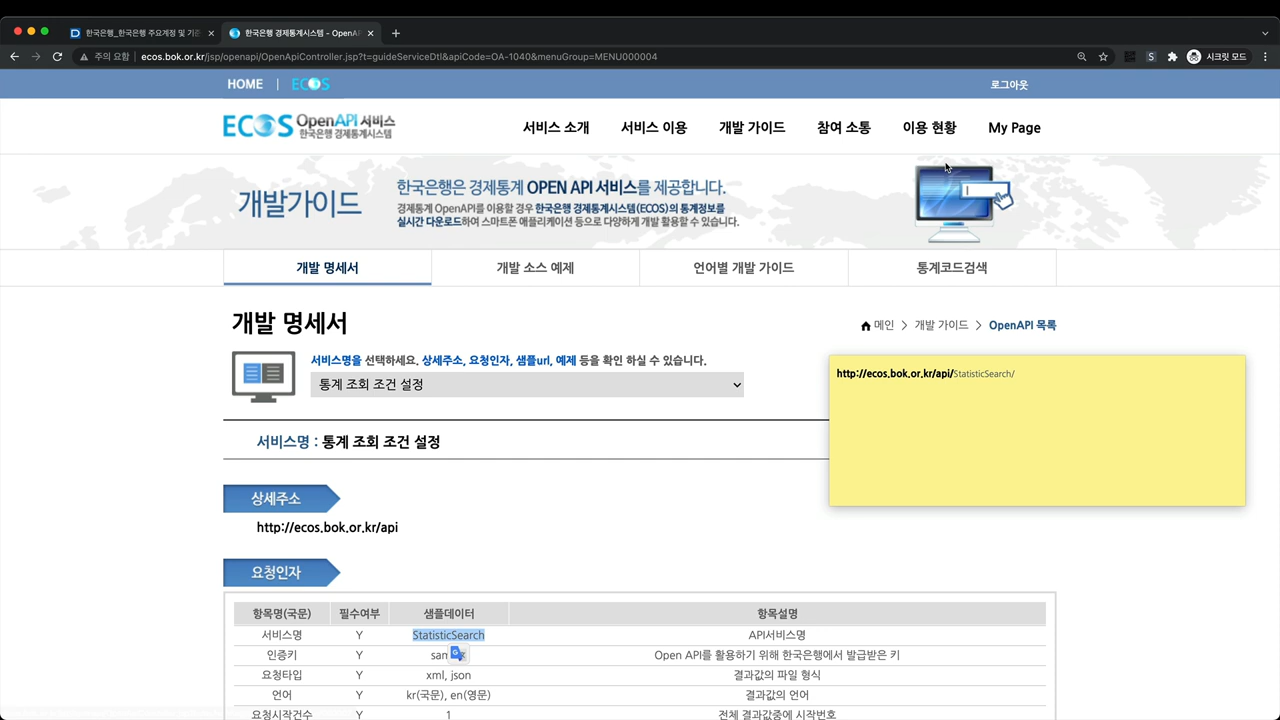 한국은행_한국은행 주요계정 및 기준
한국은행 경제통계시스템 - OpenAI
주의 요함
ecos.bok.or.kr/jsp/openapi/OpenApiController.jsp?t=guideServiceDtl&apiCode=OA-1040&menuGroup=MENU000004
시크릿 모드
HOME | ECOS
로그아웃
ECOS OpenAPI 서비스
한국은행 경제통계시스템
서비스 소개 서비스 이용 개발 가이드 참여 소통 이용 현황 My Page
개발가이드
한국은행은 경제통계 OPEN API 서비스를 제공합니다.
경제통계 OpenAPI를 이용할 경우 한국은행 경제통계시스템(ECOS)의 통계정보를
실시간 다운로드하여 스마트폰 애플리케이션 등으로 다양하게 개발 활용할 수 있습니다.
개발 명세서 개발 소스 예제 언어별 개발 가이드 통계코드검색
개발 명세서
메인 > 개발 가이드 > OpenAPI 목록
서비스명을 선택하세요. 상세주소, 요청인자, 샘플url, 예제 등을 확인 하실 수 있습니다.
통계 조회 조건 설정
http://ecos.bok.or.kr/api/StatisticSearch/
서비스명 : 통계 조회 조건 설정
상세주소
http://ecos.bok.or.kr/api
요청인자
항목명(국문) 필수여부 샘플데이터 항목설명
서비스명 Y StatisticSearch API서비스명
인증키 Y Open API를 활용하기 위해 한국은행에서 발급받은 키
요청타입 Y xml, json 결과값의 파일 형식
언어 Y kr(국문), en(영문) 결과값의 언어
요청시작건수 Y 1 전체 결과값중에 시작번호